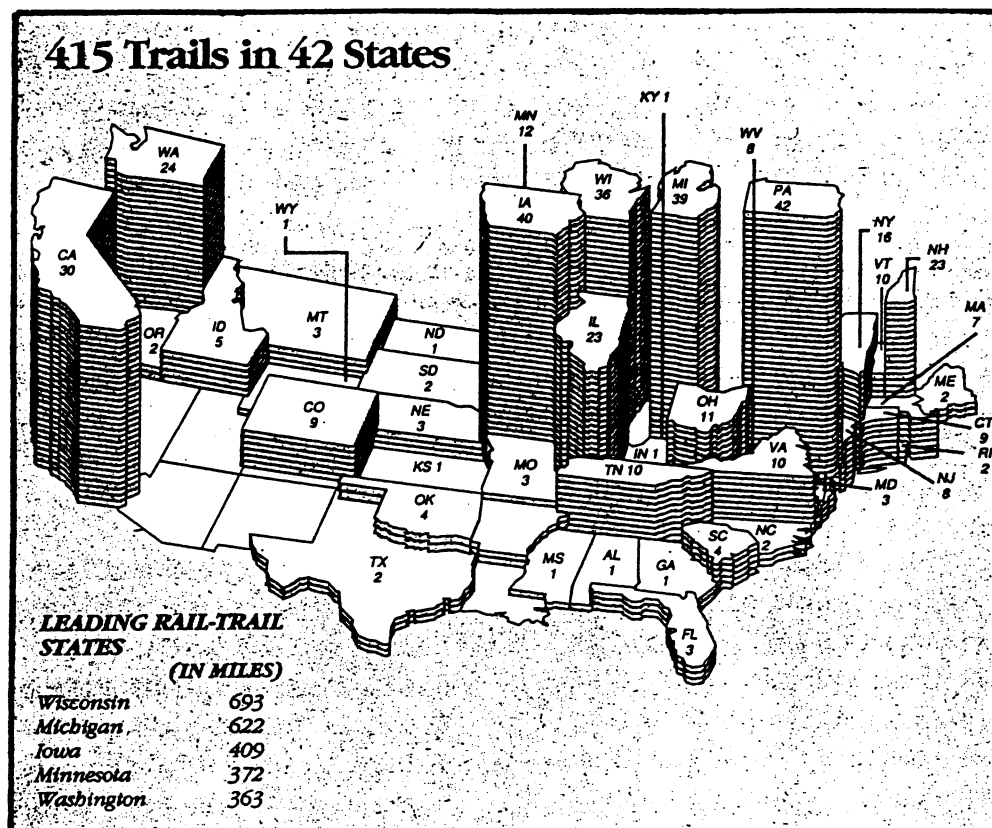 415 Trails in 42 States
KY 1
MN
12
WV
8
WA
24
WI
36
MI
39
PA
42
IA
40
WY
1
NY
16
VT
10
NH
23
CA
30
MA
7
OR
2
ID
5
MT
3
ND
1
IL
23
SD
2
ME
2
CO
9
NE
3
OH
11
CT
9
RI
2
KS 1
MO
3
IN 1
TN 10
VA
10
MD
3
NJ
8
OK
4
SC
4
NC
2
TX
2
MS
1
AL
1
GA
1
FL
3
LEADING RAIL-TRAIL
STATES
(IN MILES)
Wisconsin 693
Michigan 622
Iowa 409
Minnesota 372
Washington 363